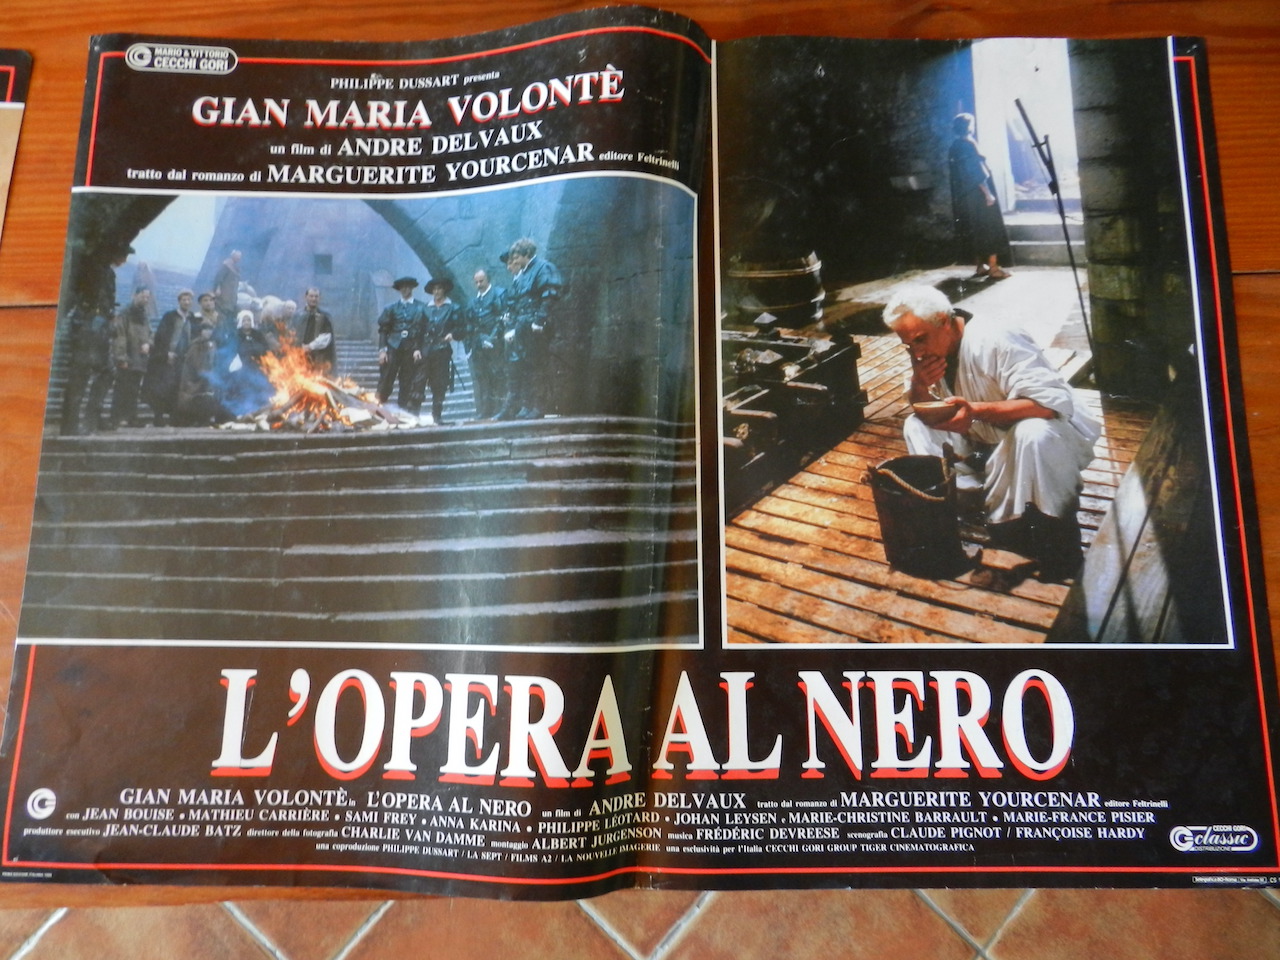 MARIO & VITTORIO
CECCHI GORI
PHILIPPE DUSSART presenta
GIAN MARIA VOLONTÈ
un film di ANDRE DELVAUX
tratto dal romanzo di MARGUERITE YOURCENAR editore Feltrinelli
L'OPERA AL NERO
GIAN MARIA VOLONTÈ in L'OPERA AL NERO un film di ANDRE DELVAUX tratto dal romanzo di MARGUERITE YOURCENAR editore Feltrinelli
con JEAN BOUISE • MATHIEU CARRIÈRE • SAMI FREY • ANNA KARINA • PHILIPPE LÉOTARD • JOHAN LEYSEN • MARIE-CHRISTINE BARRAULT • MARIE-FRANCE PISIER
produttore esecutivo JEAN-CLAUDE BATZ direttore della fotografia CHARLIE VAN DAMME montaggio ALBERT JURGENSON musica FRÉDÉRIC DEVREESE scenografia CLAUDE PIGNOT / FRANÇOISE HARDY
una coproduzione PHILIPPE DUSSART / LA SEPT / FILMS A2 / LA NOUVELLE IMAGERIE una esclusività per l'Italia CECCHI GORI GROUP TIGER CINEMATOGRAFICA
CECCHI GORI
classic
DISTRIBUZIONE